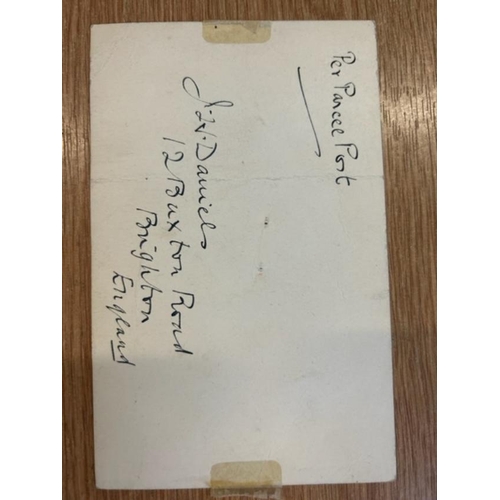 Per Parcel Post
J. W. Daniels
12 Buxton Road
Brighton
England